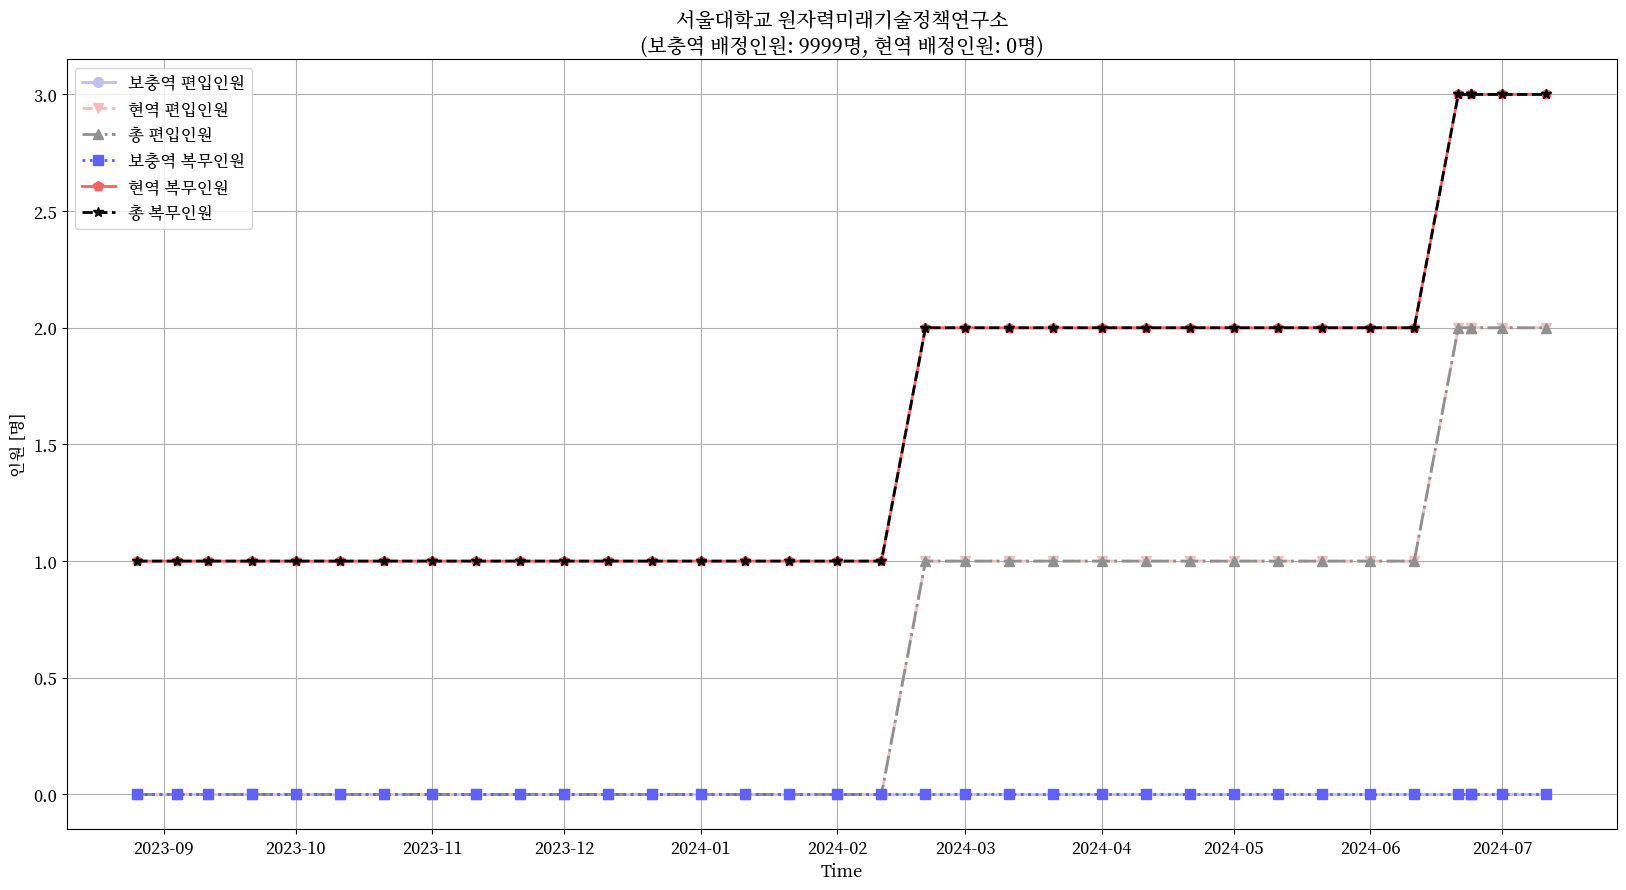 서울대학교 원자력미래기술정책연구소
(보충역 배정인원: 9999명, 현역 배정인원: 0명)
보충역 편입인원
현역 편입인원
총 편입인원
보충역 복무인원
현역 복무인원
총 복무인원
3.0
2.5
2.0
1.5
1.0
0.5
0.0
인원 [명]
2023-09
2023-10
2023-11
2023-12
2024-01
2024-02
2024-03
2024-04
2024-05
2024-06
2024-07
Time